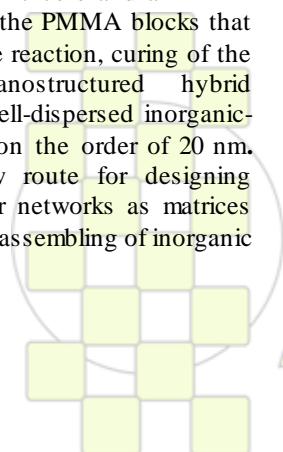 the PMMA blocks that
e reaction, curing of the
anostructured hybrid
ell-dispersed inorganic-
on the order of 20 nm.
y route for designing
r networks as matrices
assembling of inorganic